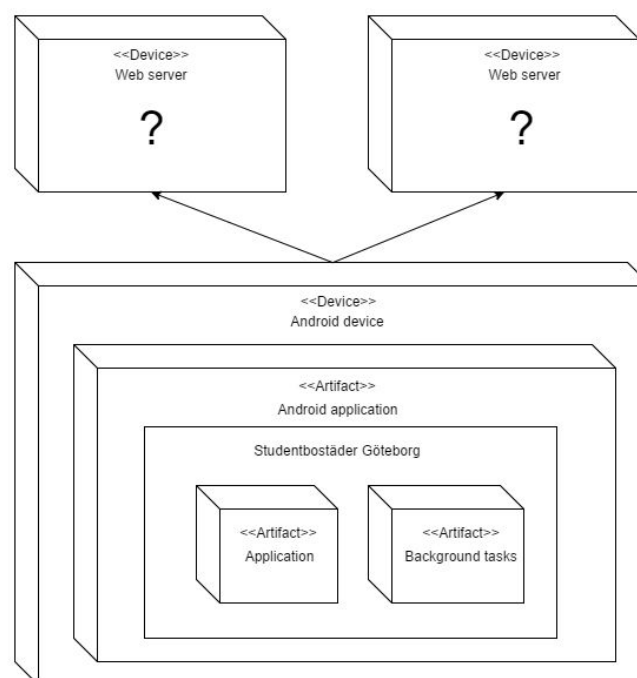 <<Device>>
Web server
?
<<Device>>
Web server
?
<<Device>>
Android device
<<Artifact>>
Android application
Studentbostäder Göteborg
<<Artifact>>
Application
<<Artifact>>
Background tasks